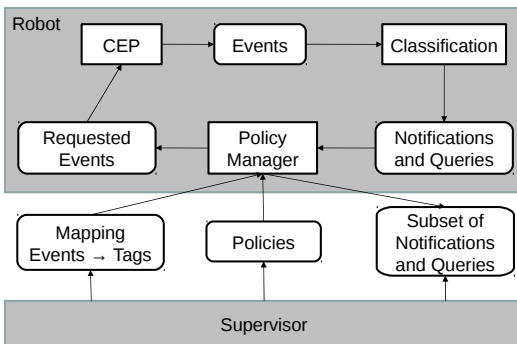 Robot
CEP
Events
Classification
Requested
Events
Policy
Manager
Notifications
and Queries
Mapping
Events → Tags
Policies
Subset of
Notifications
and Queries
Supervisor